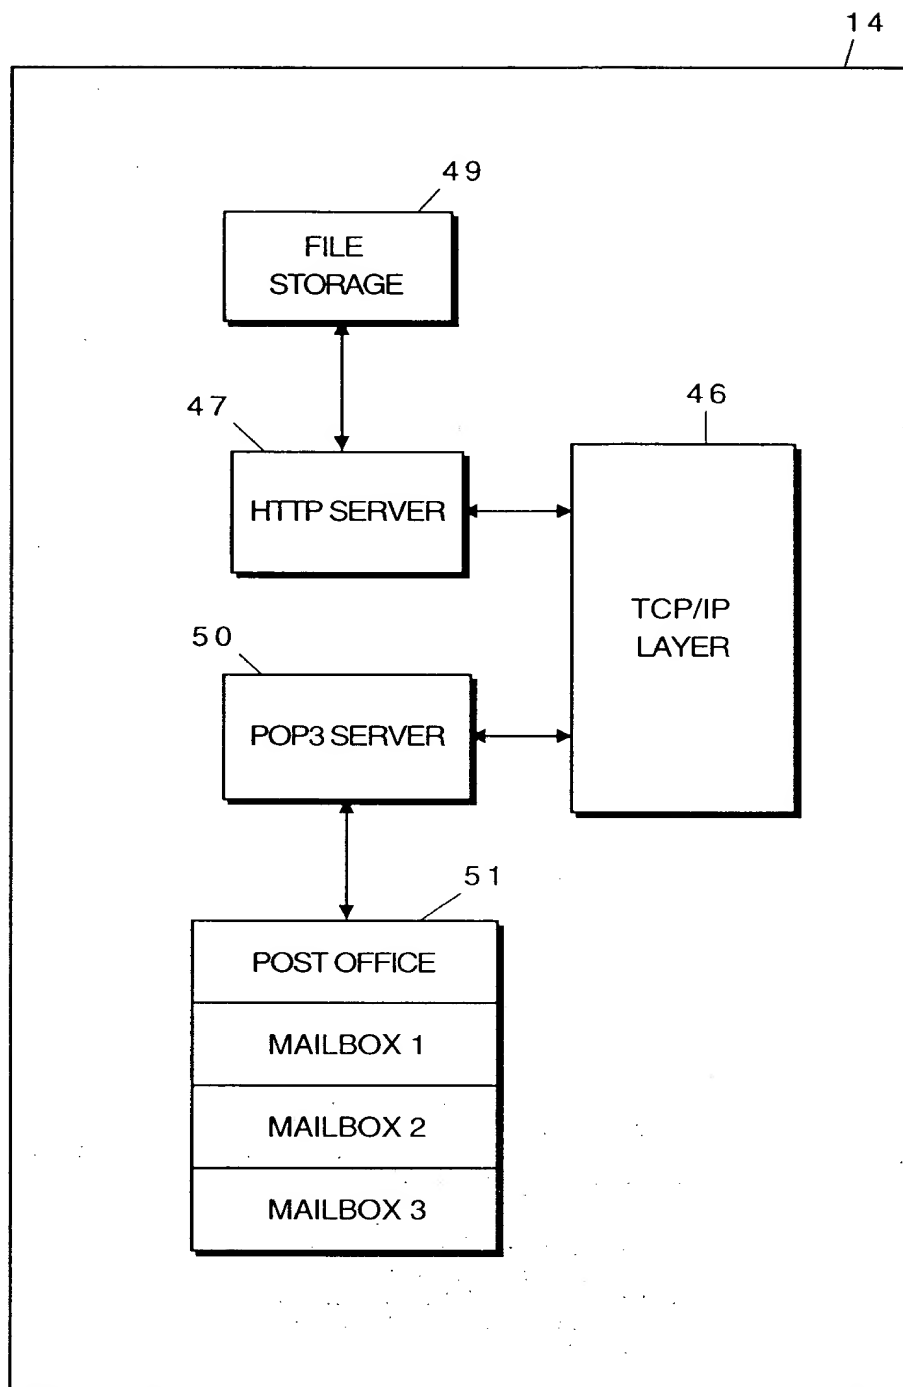 14
49
FILE
STORAGE
47
46
HTTP SERVER
TCP/IP
LAYER
50
POP3 SERVER
51
POST OFFICE
MAILBOX 1
MAILBOX 2
MAILBOX 3